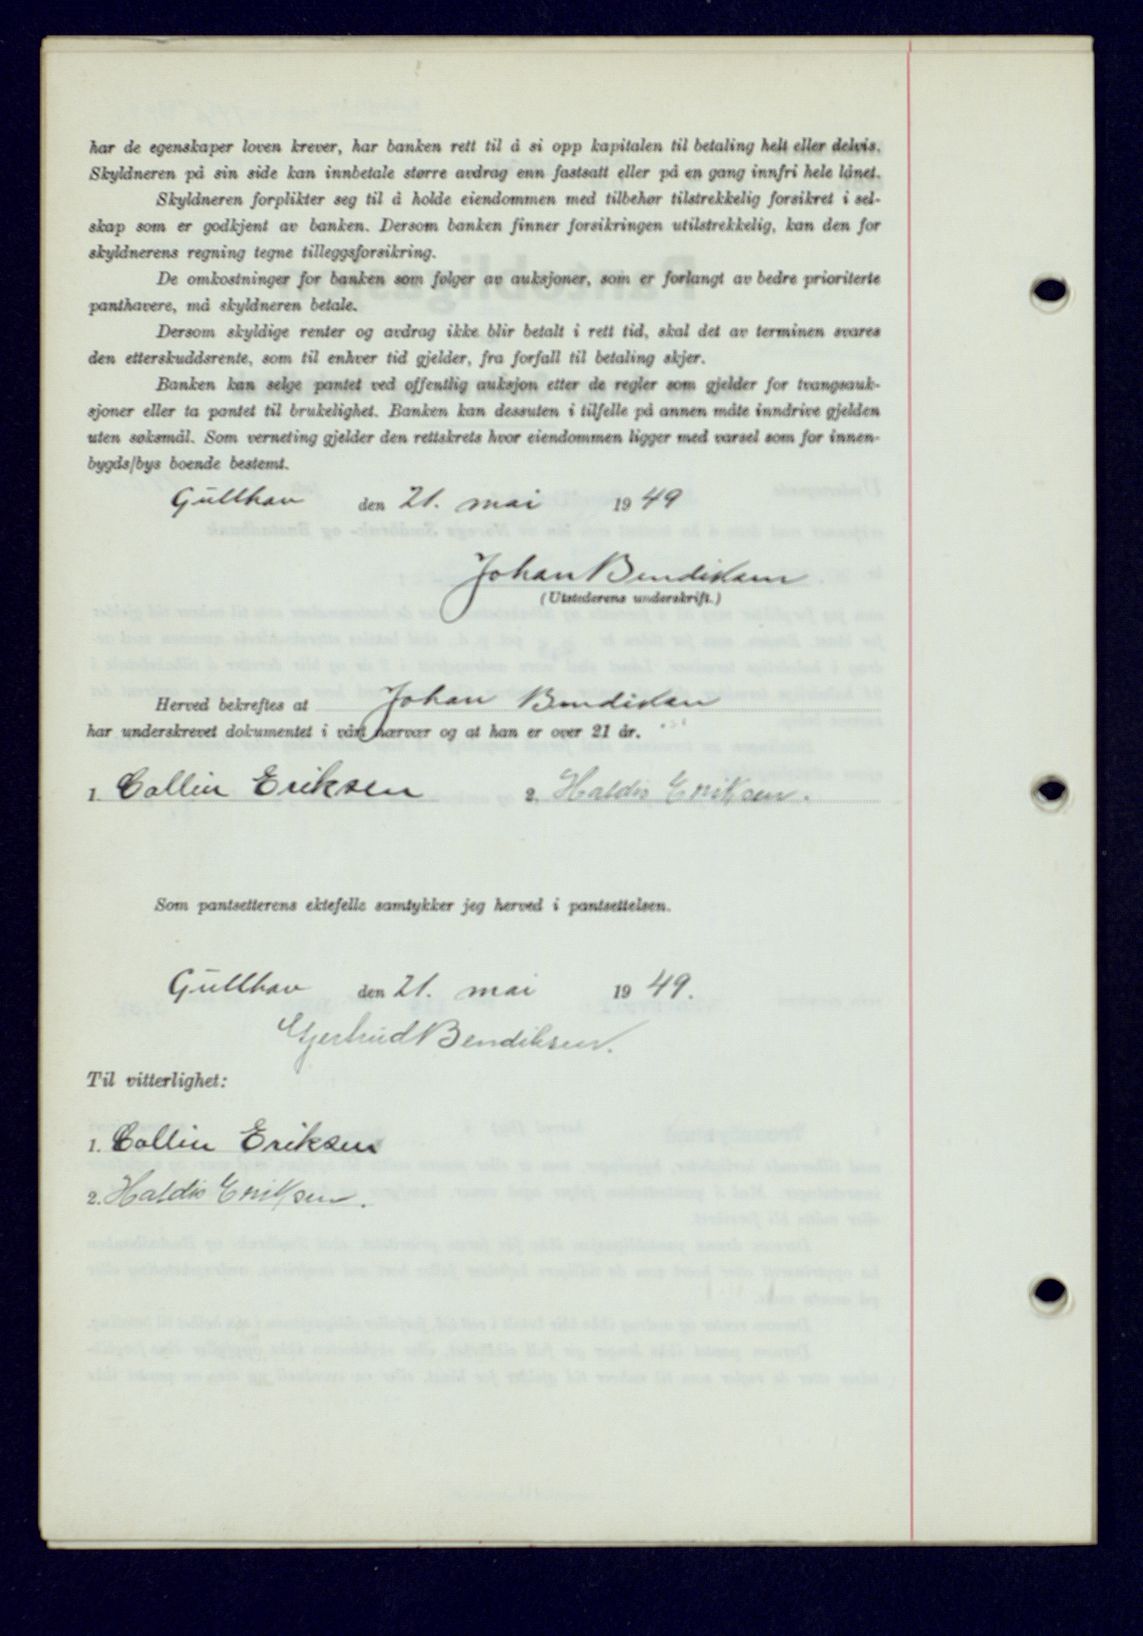 har de egenskaper loven krever, har banken rett til å si opp kapitalen til betaling helt eller delvis.
Skyldneren på sin side kan innbetale større avdrag enn fastsatt eller på en gang innfri hele lånet.
Skyldneren forplikter seg til å holde eiendommen med tilbehør tilstrekkelig forsikret i sel-
skap som er godkjent av banken. Dersom banken finner forsikringen utilstrekkelig, kan den for
skyldnerens regning tegne tilleggsforsikring.
De omkostninger for banken som følger av auksjoner, som er forlangt av bedre prioriterte
panthavere, må skyldneren betale.
Dersom skyldige renter og avdrag ikke blir betalt i rett tid, skal det av terminen svares
den etterskuddsrente, som til enhver tid gjelder, fra forfall til betaling skjer.
Banken kan selge pantet ved offentlig auksjon etter de regler som gjelder for tvangsauk-
sjoner eller ta pantet til brukelighet. Banken kan dessuten i tilfelle på annen måte inndrive gjelden
uten søksmål. Som verneting gjelder den rettskrets hvor eiendommen ligger med varsel som for innen-
bygds/bys boende bestemt.
Gullhav den 21. mai 1949
Johan Bendiksen
(Utstederens underskrift.)
Herved bekreftes at Johan Bendiksen
har underskrevet dokumentet i vårt nærvær og at han er over 21 år.
1. Collin Eriksen 2. Haldis Eriksen.
Som pantsetterens ektefelle samtykker jeg herved i pantsettelsen.
Gullhav den 21. mai 1949.
Gjertrud Bendiksen.
Til vitterlighet:
1. Collin Eriksen
2. Haldis Eriksen.